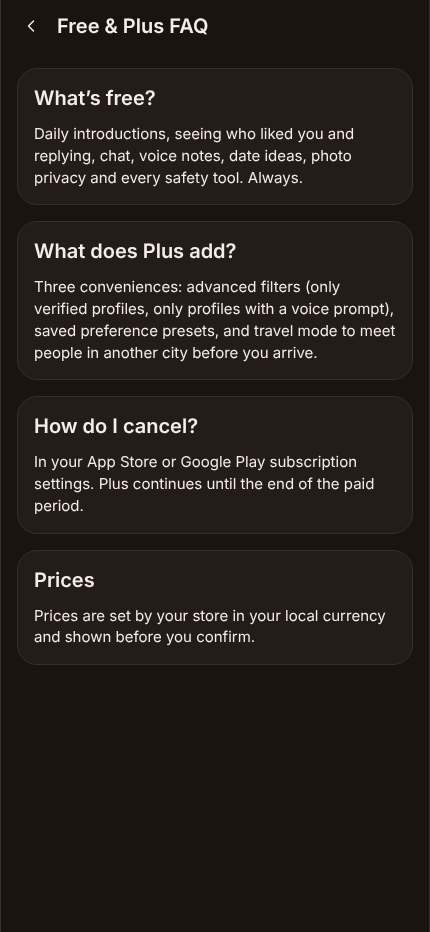 Free & Plus FAQ
What’s free?
Daily introductions, seeing who liked you and
replying, chat, voice notes, date ideas, photo
privacy and every safety tool. Always.
What does Plus add?
Three conveniences: advanced filters (only
verified profiles, only profiles with a voice prompt),
saved preference presets, and travel mode to meet
people in another city before you arrive.
How do I cancel?
In your App Store or Google Play subscription
settings. Plus continues until the end of the paid
period.
Prices
Prices are set by your store in your local currency
and shown before you confirm.